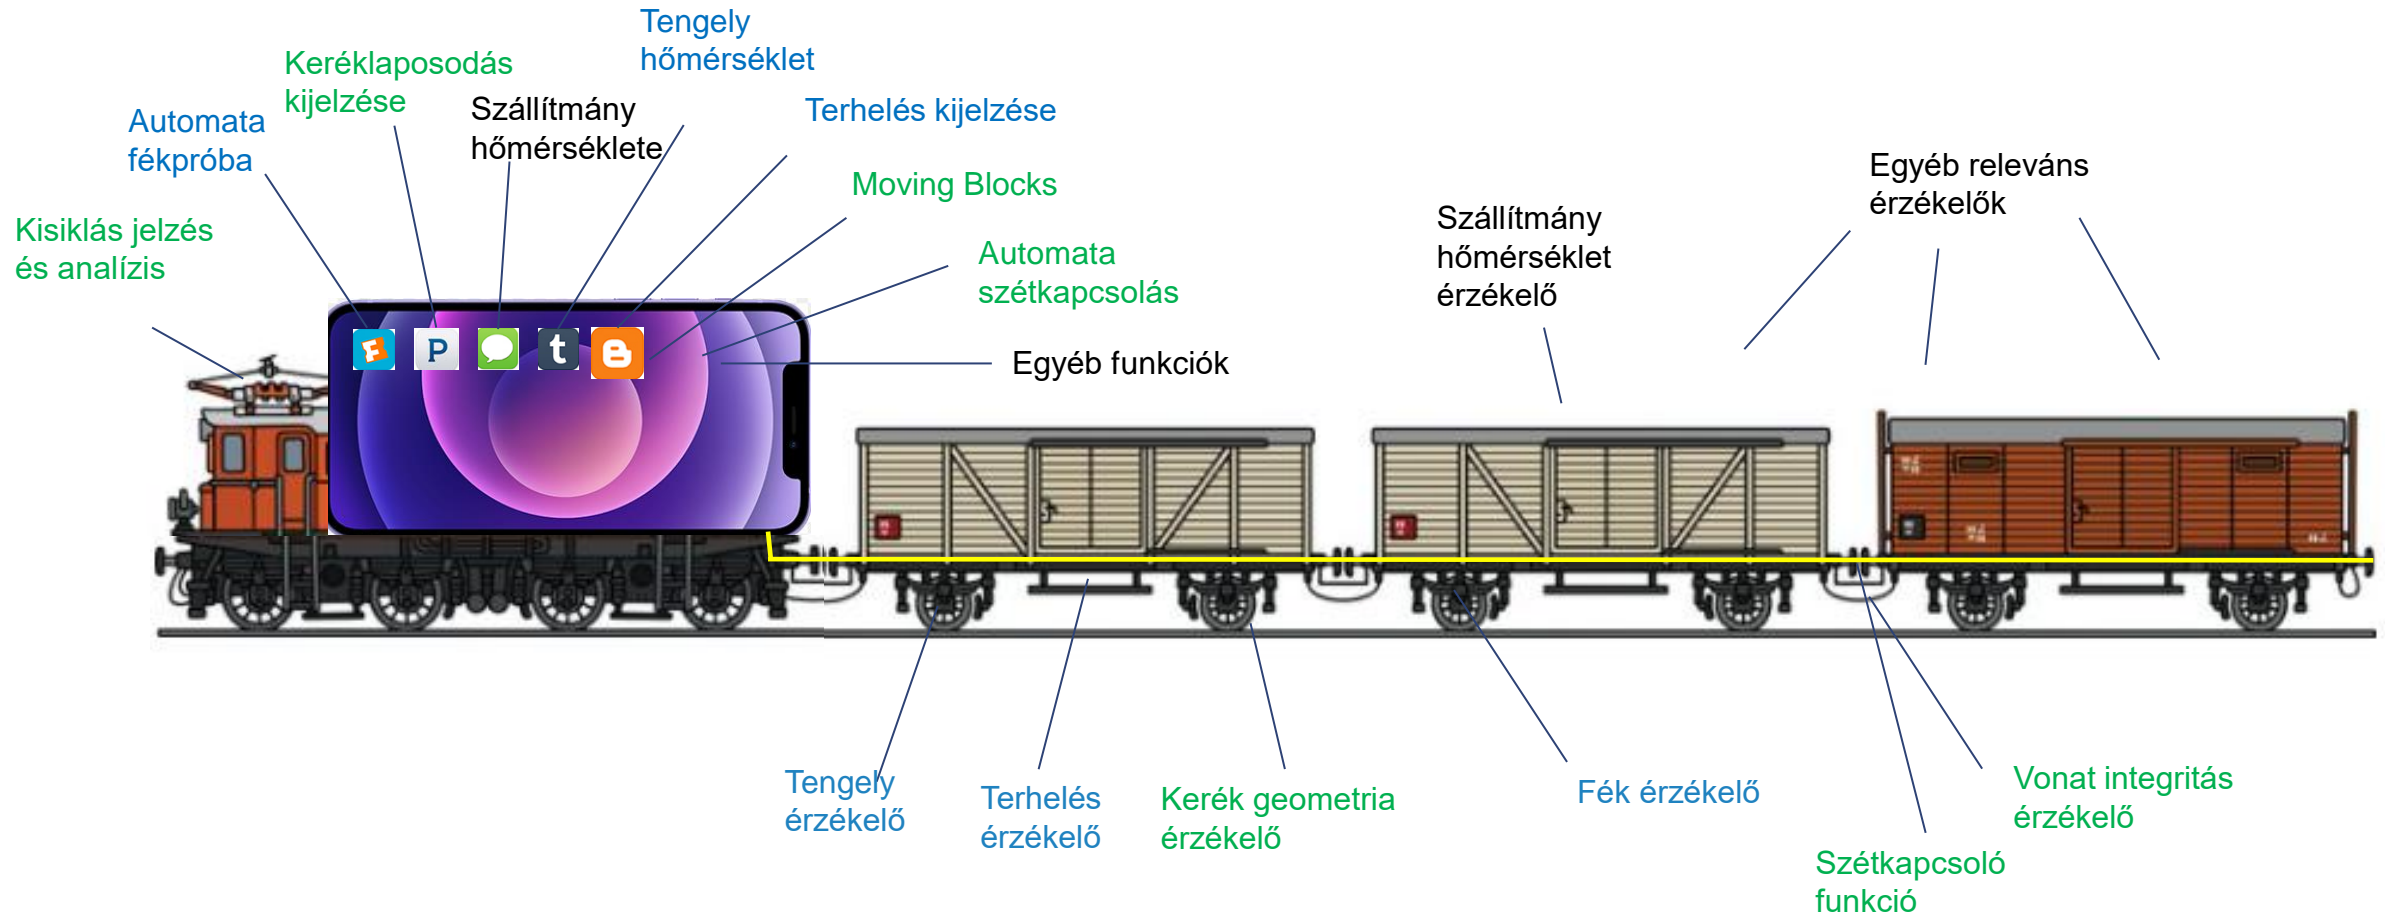 Tengely
hőmérséklet
Keréklaposodás
kijelzése
Szállítmány
hőmérséklete
Automata
fékpróba
Terhelés kijelzése
Kisiklás jelzés
és analízis
Moving Blocks
Automata
szétkapcsolás
Egyéb funkciók
Szállítmány
hőmérséklet
érzékelő
Egyéb releváns
érzékelők
P
t
Tengely
érzékelő
Terhelés
érzékelő
Kerék geometria
érzékelő
Fék érzékelő
Vonat integritás
érzékelő
Szétkapcsoló
funkció